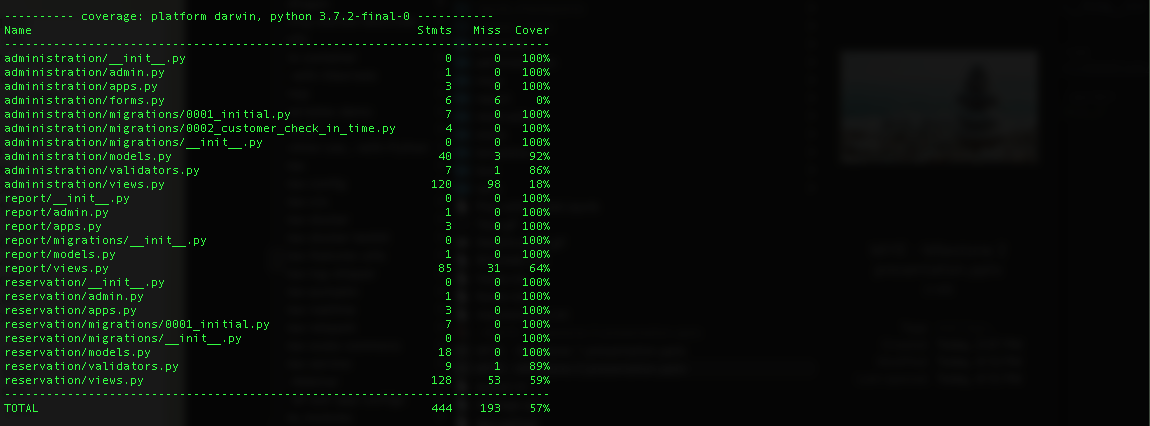 ---------- coverage: platform darwin, python 3.7.2-final-0 -----------
Name                                                       Stmts   Miss  Cover
------------------------------------------------------------------------------
administration/__init__.py                                     0      0   100%
administration/admin.py                                        1      0   100%
administration/apps.py                                         3      0   100%
administration/forms.py                                        6      6     0%
administration/migrations/0001_initial.py                      7      0   100%
administration/migrations/0002_customer_check_in_time.py       4      0   100%
administration/migrations/__init__.py                          0      0   100%
administration/models.py                                      40      3    92%
administration/validators.py                                   7      1    86%
administration/views.py                                      120     98    18%
report/__init__.py                                             0      0   100%
report/admin.py                                                1      0   100%
report/apps.py                                                 3      0   100%
report/migrations/__init__.py                                  0      0   100%
report/models.py                                               1      0   100%
report/views.py                                               85     31    64%
reservation/__init__.py                                        0      0   100%
reservation/admin.py                                           1      0   100%
reservation/apps.py                                            3      0   100%
reservation/migrations/0001_initial.py                         7      0   100%
reservation/migrations/__init__.py                             0      0   100%
reservation/models.py                                         18      0   100%
reservation/validators.py                                      9      1    89%
reservation/views.py                                         128     53    59%
------------------------------------------------------------------------------
TOTAL                                                        444    193    57%